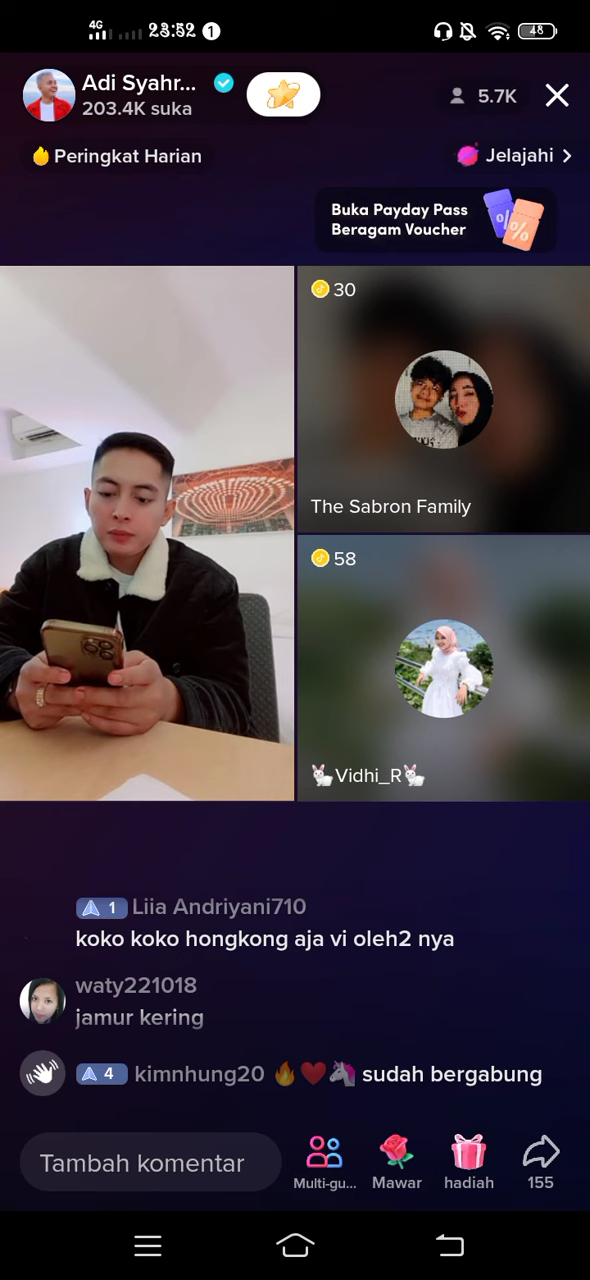 4G 23:52 1 48
Adi Syahr...
203.4K suka
5.7K
Peringkat Harian
Jelajahi >
Buka Payday Pass
Beragam Voucher
%
%
30
The Sabron Family
58
🐇Vidhi_R🐇
1 Liia Andriyani710
koko koko hongkong aja vi oleh2 nya
waty221018
jamur kering
4 kimnhung20 🔥❤️🦄 sudah bergabung
Tambah komentar
Multi-gu...
Mawar
hadiah
155